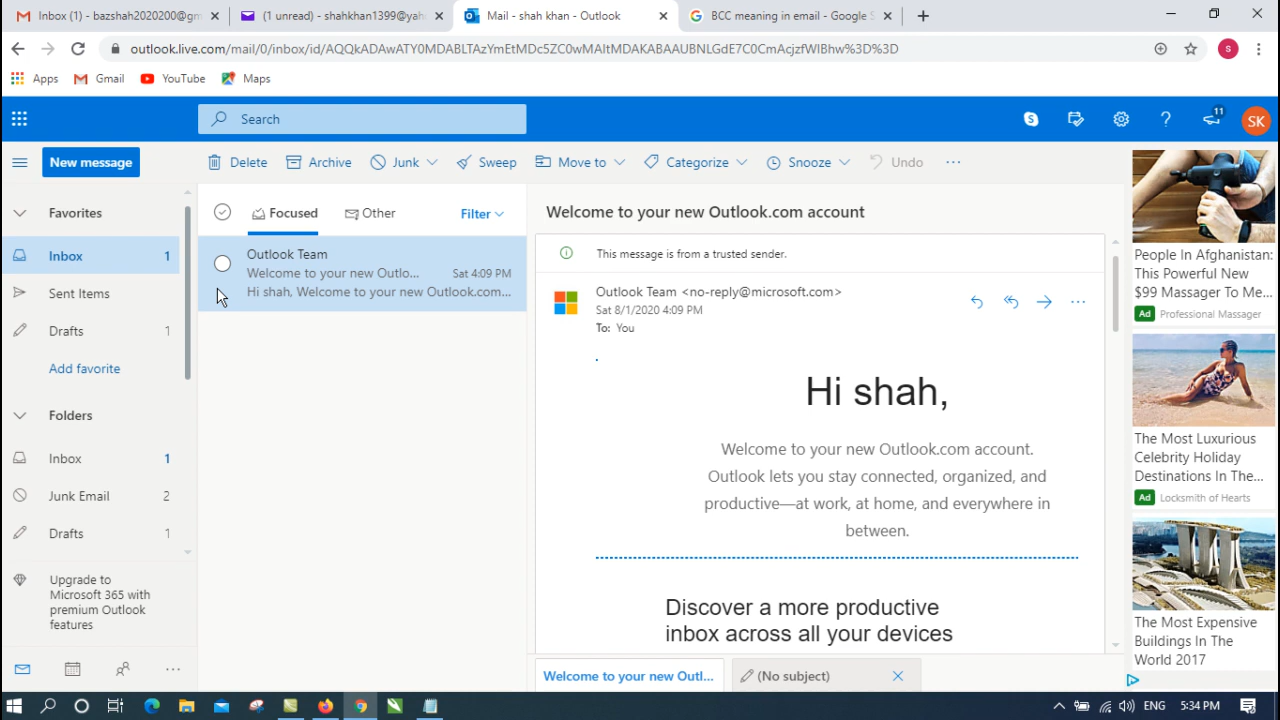 Inbox (1) - bazshah2020200@gm
(1 unread) - shahkhan1399@yah
Mail - shah khan - Outlook
BCC meaning in email - Google S
outlook.live.com/mail/0/inbox/id/AQQkADAwATY0MDABLTAzYmEtMDc5ZC0wMAItMDAKABAAUBNLGdE7C0CmAcjzfWlBhw%3D%3D
S
Apps
Gmail
YouTube
Maps
Search
11
SK
New message
Delete
Archive
Junk
Sweep
Move to
Categorize
Snooze
Undo
Favorites
Inbox 1
Sent Items
Drafts 1
Add favorite
Folders
Inbox 1
Junk Email 2
Drafts 1
Upgrade to
Microsoft 365 with
premium Outlook
features
Focused
Other
Filter
Outlook Team
Welcome to your new Outlo... Sat 4:09 PM
Hi shah, Welcome to your new Outlook.com...
Welcome to your new Outlook.com account
This message is from a trusted sender.
Outlook Team <no-reply@microsoft.com>
Sat 8/1/2020 4:09 PM
To: You
Hi shah,
Welcome to your new Outlook.com account.
Outlook lets you stay connected, organized, and
productive—at work, at home, and everywhere in
between.
Discover a more productive
inbox across all your devices
Welcome to your new Outl...
(No subject)
People In Afghanistan:
This Powerful New
$99 Massager To Me...
Ad Professional Massager
The Most Luxurious
Celebrity Holiday
Destinations In The...
Ad Locksmith of Hearts
The Most Expensive
Buildings In The
World 2017
ENG 5:34 PM